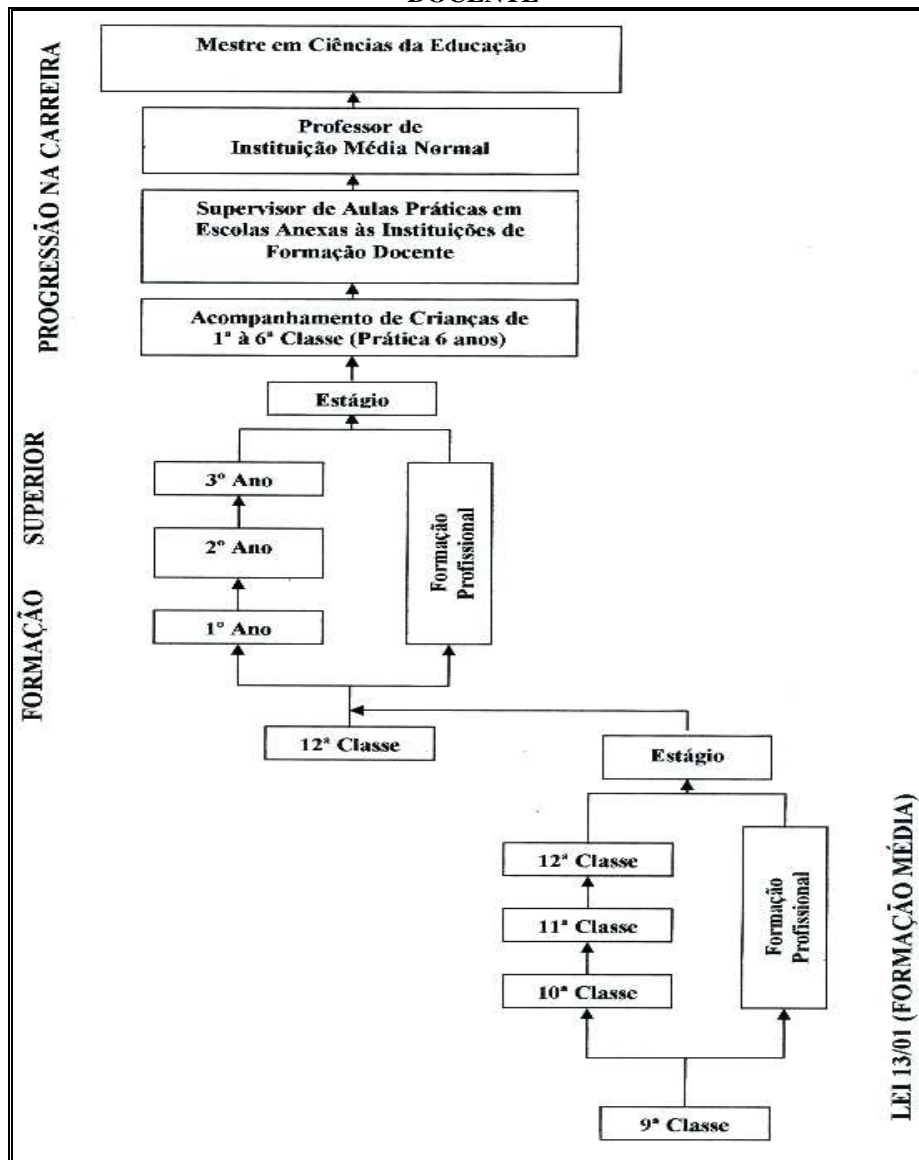 DOCENTE
PROGRESSÃO NA CARREIRA
Mestre em Ciências da Educação
Professor de
Instituição Média Normal
Supervisor de Aulas Práticas em
Escolas Anexas às Instituições de
Formação Docente
Acompanhamento de Crianças de
1ª à 6ª Classe (Prática 6 anos)
Estágio
FORMAÇÃO SUPERIOR
3º Ano
2º Ano
1º Ano
Formação
Profissional
12ª Classe
Estágio
LEI 13/01 (FORMAÇÃO MÉDIA)
12ª Classe
11ª Classe
10ª Classe
Formação
Profissional
9ª Classe